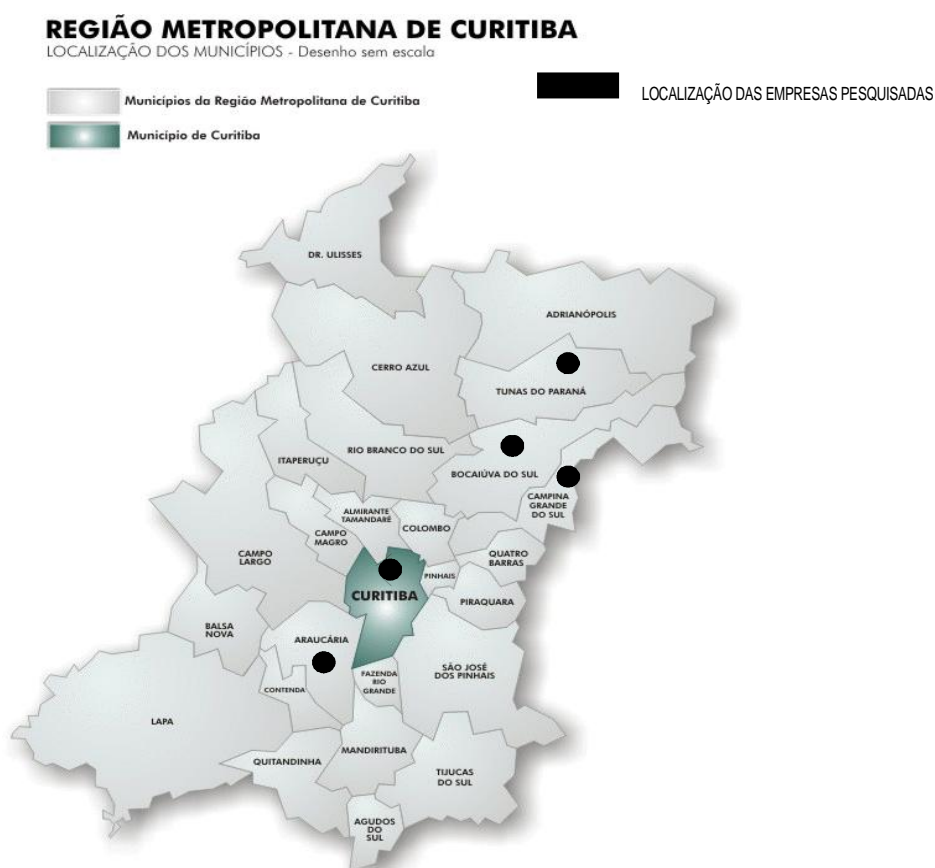 REGIÃO METROPOLITANA DE CURITIBA
LOCALIZAÇÃO DOS MUNICÍPIOS - Desenho sem escala
Municípios da Região Metropolitana de Curitiba
LOCALIZAÇÃO DAS EMPRESAS PESQUISADAS
Município de Curitiba
DR. ULISSES
ADRIANÓPOLIS
CERRO AZUL
TUNAS DO PARANÁ
RIO BRANCO DO SUL
ITAPERUÇU
BOCAIÚVA DO SUL
CAMPINA
GRANDE
DO SUL
ALMIRANTE
TAMANDARÉ
COLOMBO
CAMPO
MAGRO
CAMPO
LARGO
QUATRO
BARRAS
PINHAIS
CURITIBA
PIRAQUARA
BALSA
NOVA
ARAUCÁRIA
SÃO JOSÉ
DOS PINHAIS
FAZENDA
RIO
GRANDE
CONTENDA
LAPA
MANDIRITUBA
QUITANDINHA
TIJUCAS
DO SUL
AGUDOS
DO
SUL